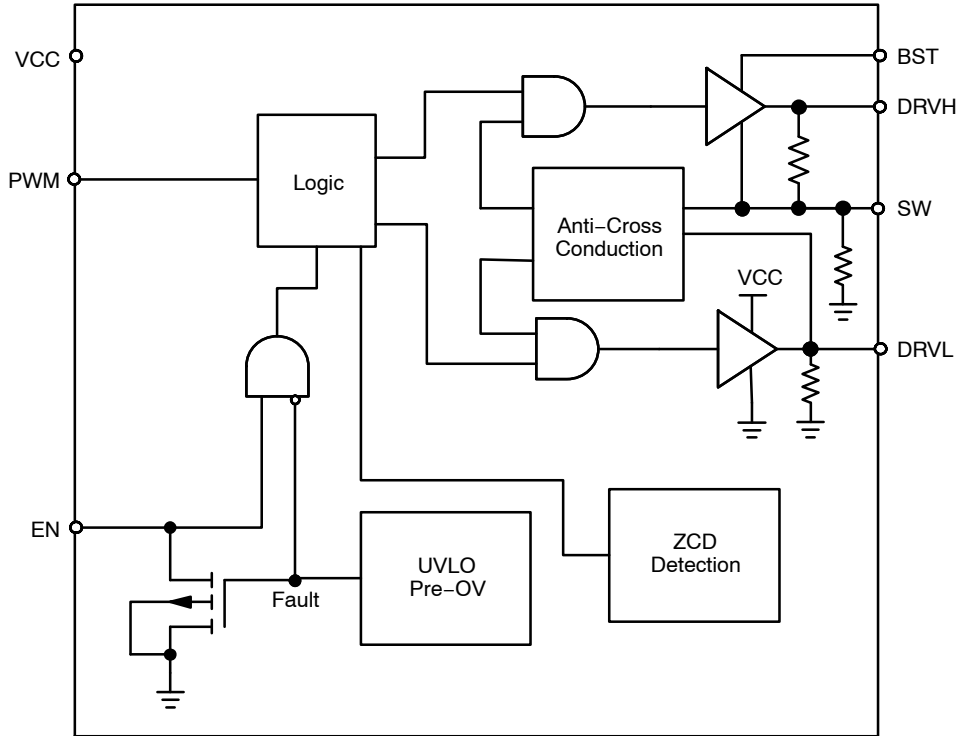 VCC
BST
DRVH
PWM
Logic
SW
Anti−Cross
Conduction
VCC
DRVL
EN
UVLO
Pre−OV
ZCD
Detection
Fault